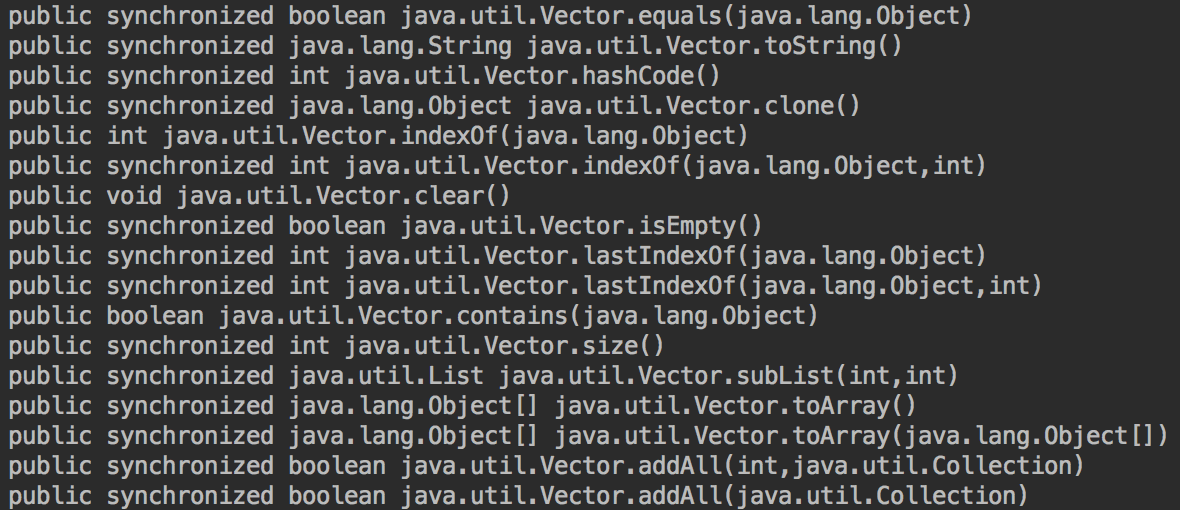 public synchronized boolean java.util.Vector.equals(java.lang.Object)
public synchronized java.lang.String java.util.Vector.toString()
public synchronized int java.util.Vector.hashCode()
public synchronized java.lang.Object java.util.Vector.clone()
public int java.util.Vector.indexOf(java.lang.Object)
public synchronized int java.util.Vector.indexOf(java.lang.Object,int)
public void java.util.Vector.clear()
public synchronized boolean java.util.Vector.isEmpty()
public synchronized int java.util.Vector.lastIndexOf(java.lang.Object)
public synchronized int java.util.Vector.lastIndexOf(java.lang.Object,int)
public boolean java.util.Vector.contains(java.lang.Object)
public synchronized int java.util.Vector.size()
public synchronized java.util.List java.util.Vector.subList(int,int)
public synchronized java.lang.Object[] java.util.Vector.toArray()
public synchronized java.lang.Object[] java.util.Vector.toArray(java.lang.Object[])
public synchronized boolean java.util.Vector.addAll(int,java.util.Collection)
public synchronized boolean java.util.Vector.addAll(java.util.Collection)